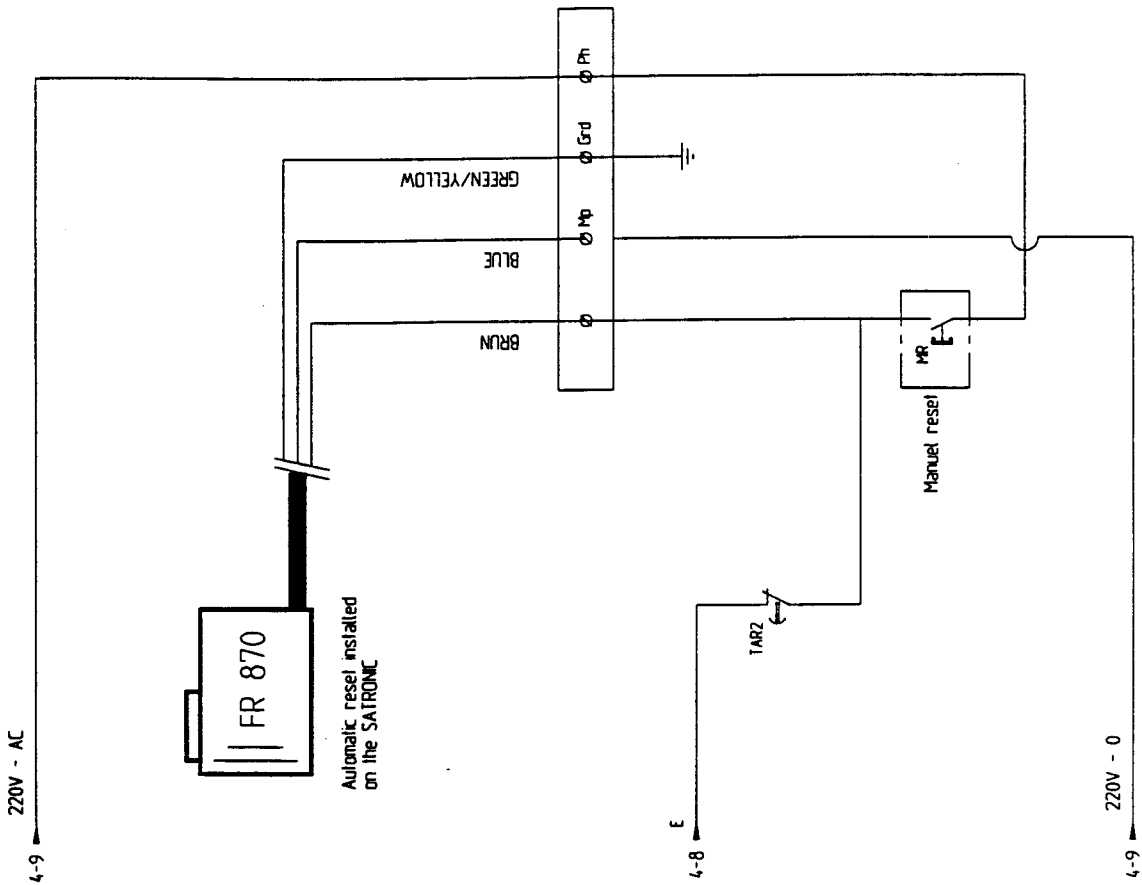 220V - AC
4-9
FR 870
Automatic reset installed
on the SATRONIC
GREEN/YELLOW
BLUE
BRUN
Ph
Grd
Mp
MR
Manuel reset
TAR2
E
4-8
220V - 0
4-9